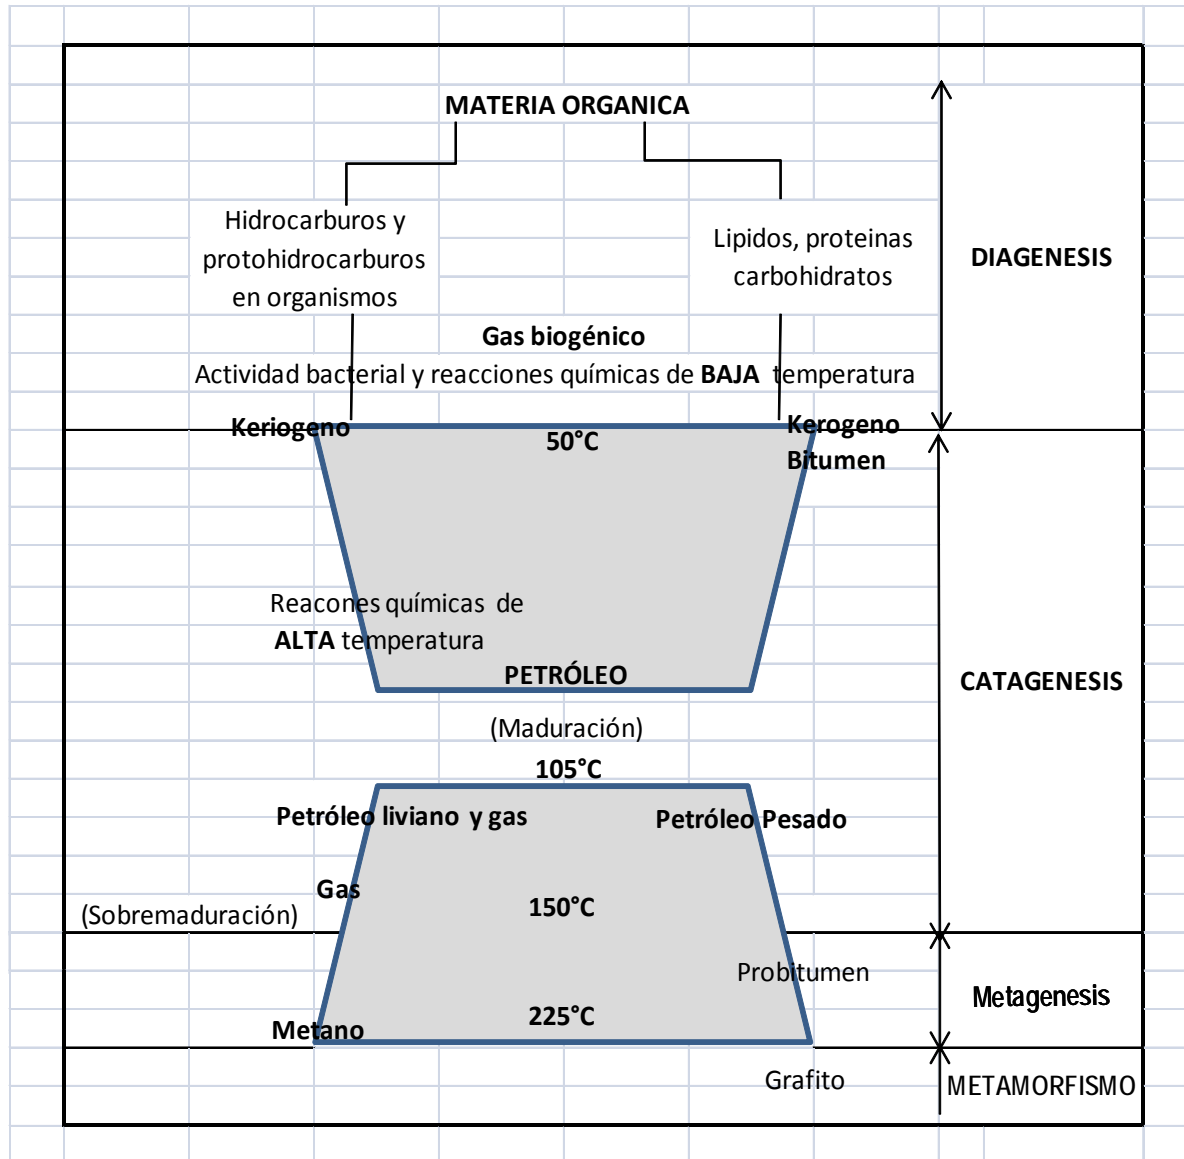 MATERIA ORGANICA
Hidrocarburos y
protohidrocarburos
en organismos
Lipidos, proteinas
carbohidratos
DIAGENESIS
Gas biogénico
Actividad bacterial y reacciones químicas de BAJA temperatura
Keriogeno
50°C
Kerogeno
Bitumen
Reacones químicas de
ALTA temperatura
PETRÓLEO
CATAGENESIS
(Maduración)
105°C
Petróleo liviano y gas
Petróleo Pesado
Gas
150°C
(Sobremaduración)
Probitumen
Metagenesis
225°C
Metano
Grafito
METAMORFISMO